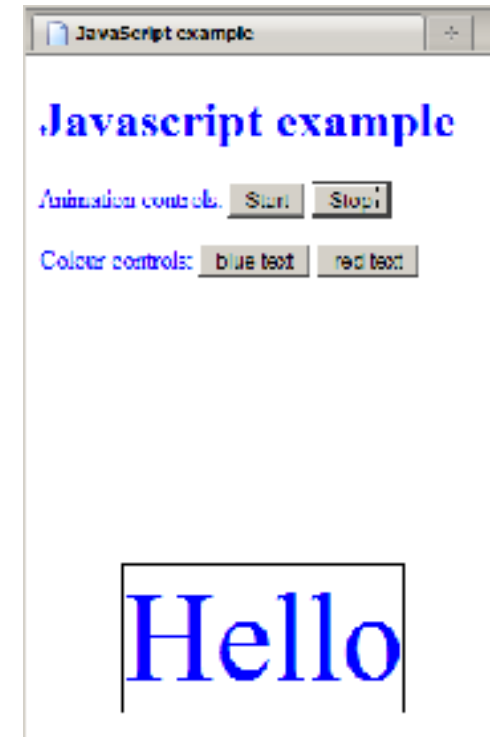 JavaScript example
Javascript example
Animation controls: Start Stop
Colour controls: blue text red text
Hello